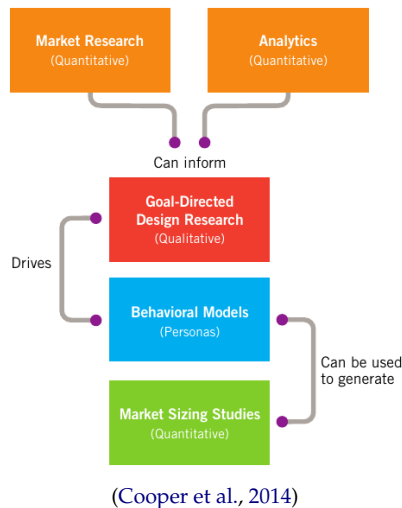 Market Research
(Quantitative)
Analytics
(Quantitative)
Can inform
Goal-Directed
Design Research
(Qualitative)
Drives
Behavioral Models
(Personas)
Can be used
to generate
Market Sizing Studies
(Quantitative)
(Cooper et al., 2014)